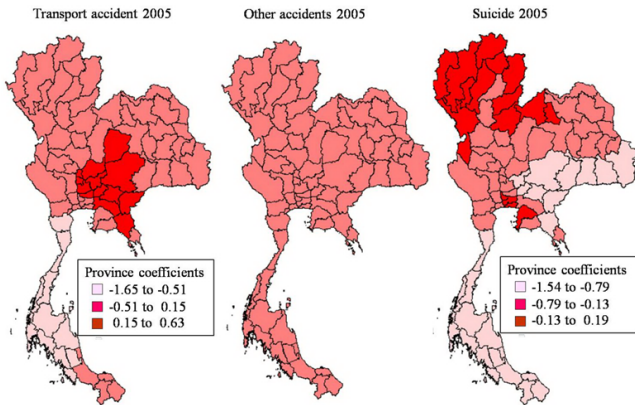 Transport accident 2005
Other accidents 2005
Suicide 2005
Province coefficients
-1.65 to -0.51
-0.51 to 0.15
0.15 to 0.63
Province coefficients
-1.54 to -0.79
-0.79 to -0.13
-0.13 to 0.19